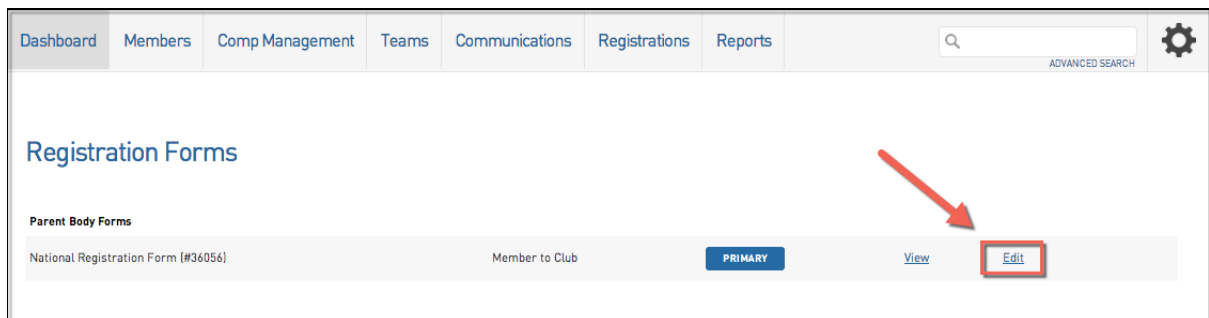 Dashboard Members Comp Management Teams Communications Registrations Reports
ADVANCED SEARCH
Registration Forms
Parent Body Forms
National Registration Form (#36056) Member to Club PRIMARY View Edit